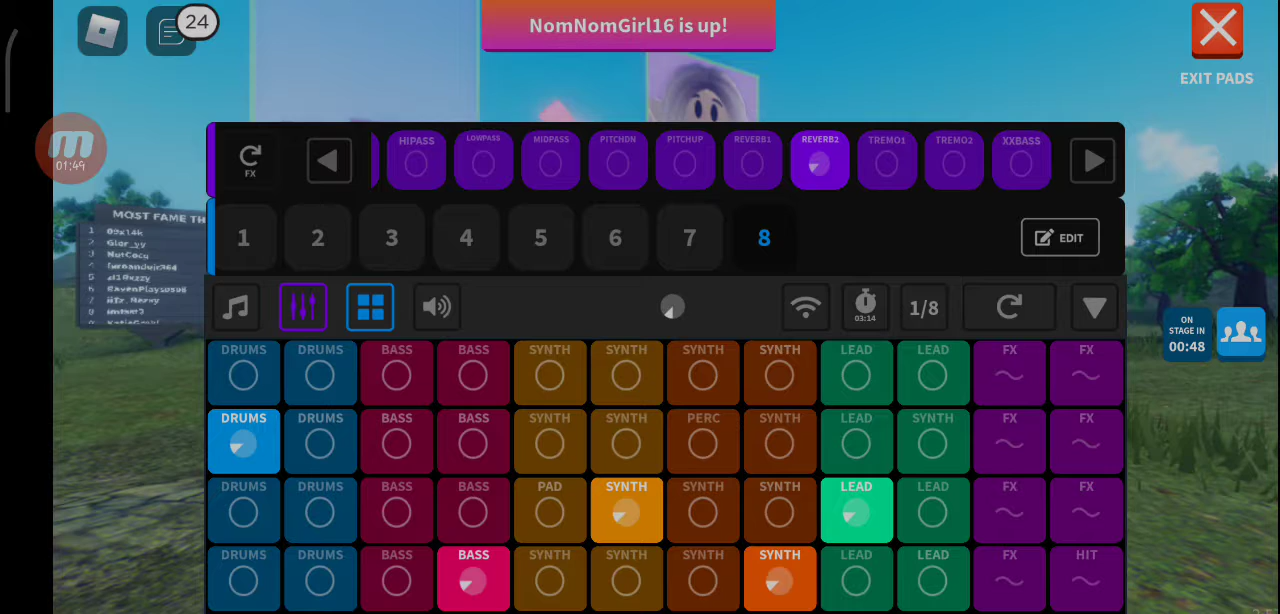 24
NomNomGirl16 is up!
EXIT PADS
01:49
FX
HIPASS LOWPASS MIDPASS PITCHDN PITCHUP REVERB1 REVERB2 TREMO1 TREMO2 XXBASS
MOST FAME TH
1 2 3 4 5 6 7 8
EDIT
03:14
1/8
ON
STAGE IN
00:48
DRUMS DRUMS BASS BASS SYNTH SYNTH SYNTH SYNTH LEAD LEAD FX FX
DRUMS DRUMS BASS BASS SYNTH SYNTH PERC SYNTH LEAD SYNTH FX FX
DRUMS DRUMS BASS BASS PAD SYNTH SYNTH SYNTH LEAD LEAD FX FX
DRUMS DRUMS BASS BASS SYNTH SYNTH SYNTH SYNTH LEAD LEAD FX HIT